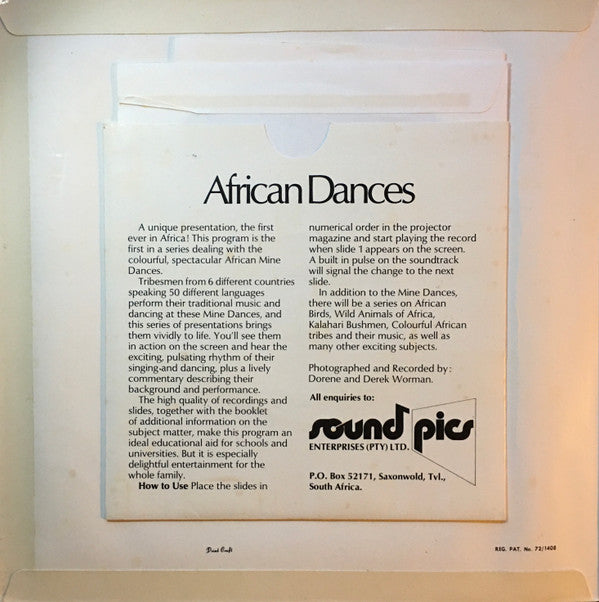 African Dances
A unique presentation, the first
ever in Africa! This program is the
first in a series dealing with the
colourful, spectacular African Mine
Dances.
Tribesmen from 6 different countries
speaking 50 different languages
perform their traditional music and
dancing at these Mine Dances, and
this series of presentations brings
them vividly to life. You'll see them
in action on the screen and hear the
exciting, pulsating rhythm of their
singing-and dancing, plus a lively
commentary describing their
background and performance.
The high quality of recordings and
slides, together with the booklet
of additional information on the
subject matter, make this program an
ideal educational aid for schools and
universities. But it is especially
delightful entertainment for the
whole family.
How to Use Place the slides in
numerical order in the projector
magazine and start playing the record
when slide 1 appears on the screen.
A built in pulse on the soundtrack
will signal the change to the next
slide.
In addition to the Mine Dances,
there will be a series on African
Birds, Wild Animals of Africa,
Kalahari Bushmen, Colourful African
tribes and their music, as well as
many other exciting subjects.
Photographed and Recorded by:
Dorene and Derek Worman.
All enquiries to:
sound pics
ENTERPRISES (PTY) LTD.
P.O. Box 52171, Saxonwold, Tvl.,
South Africa.
REG. PAT. No. 72/1408